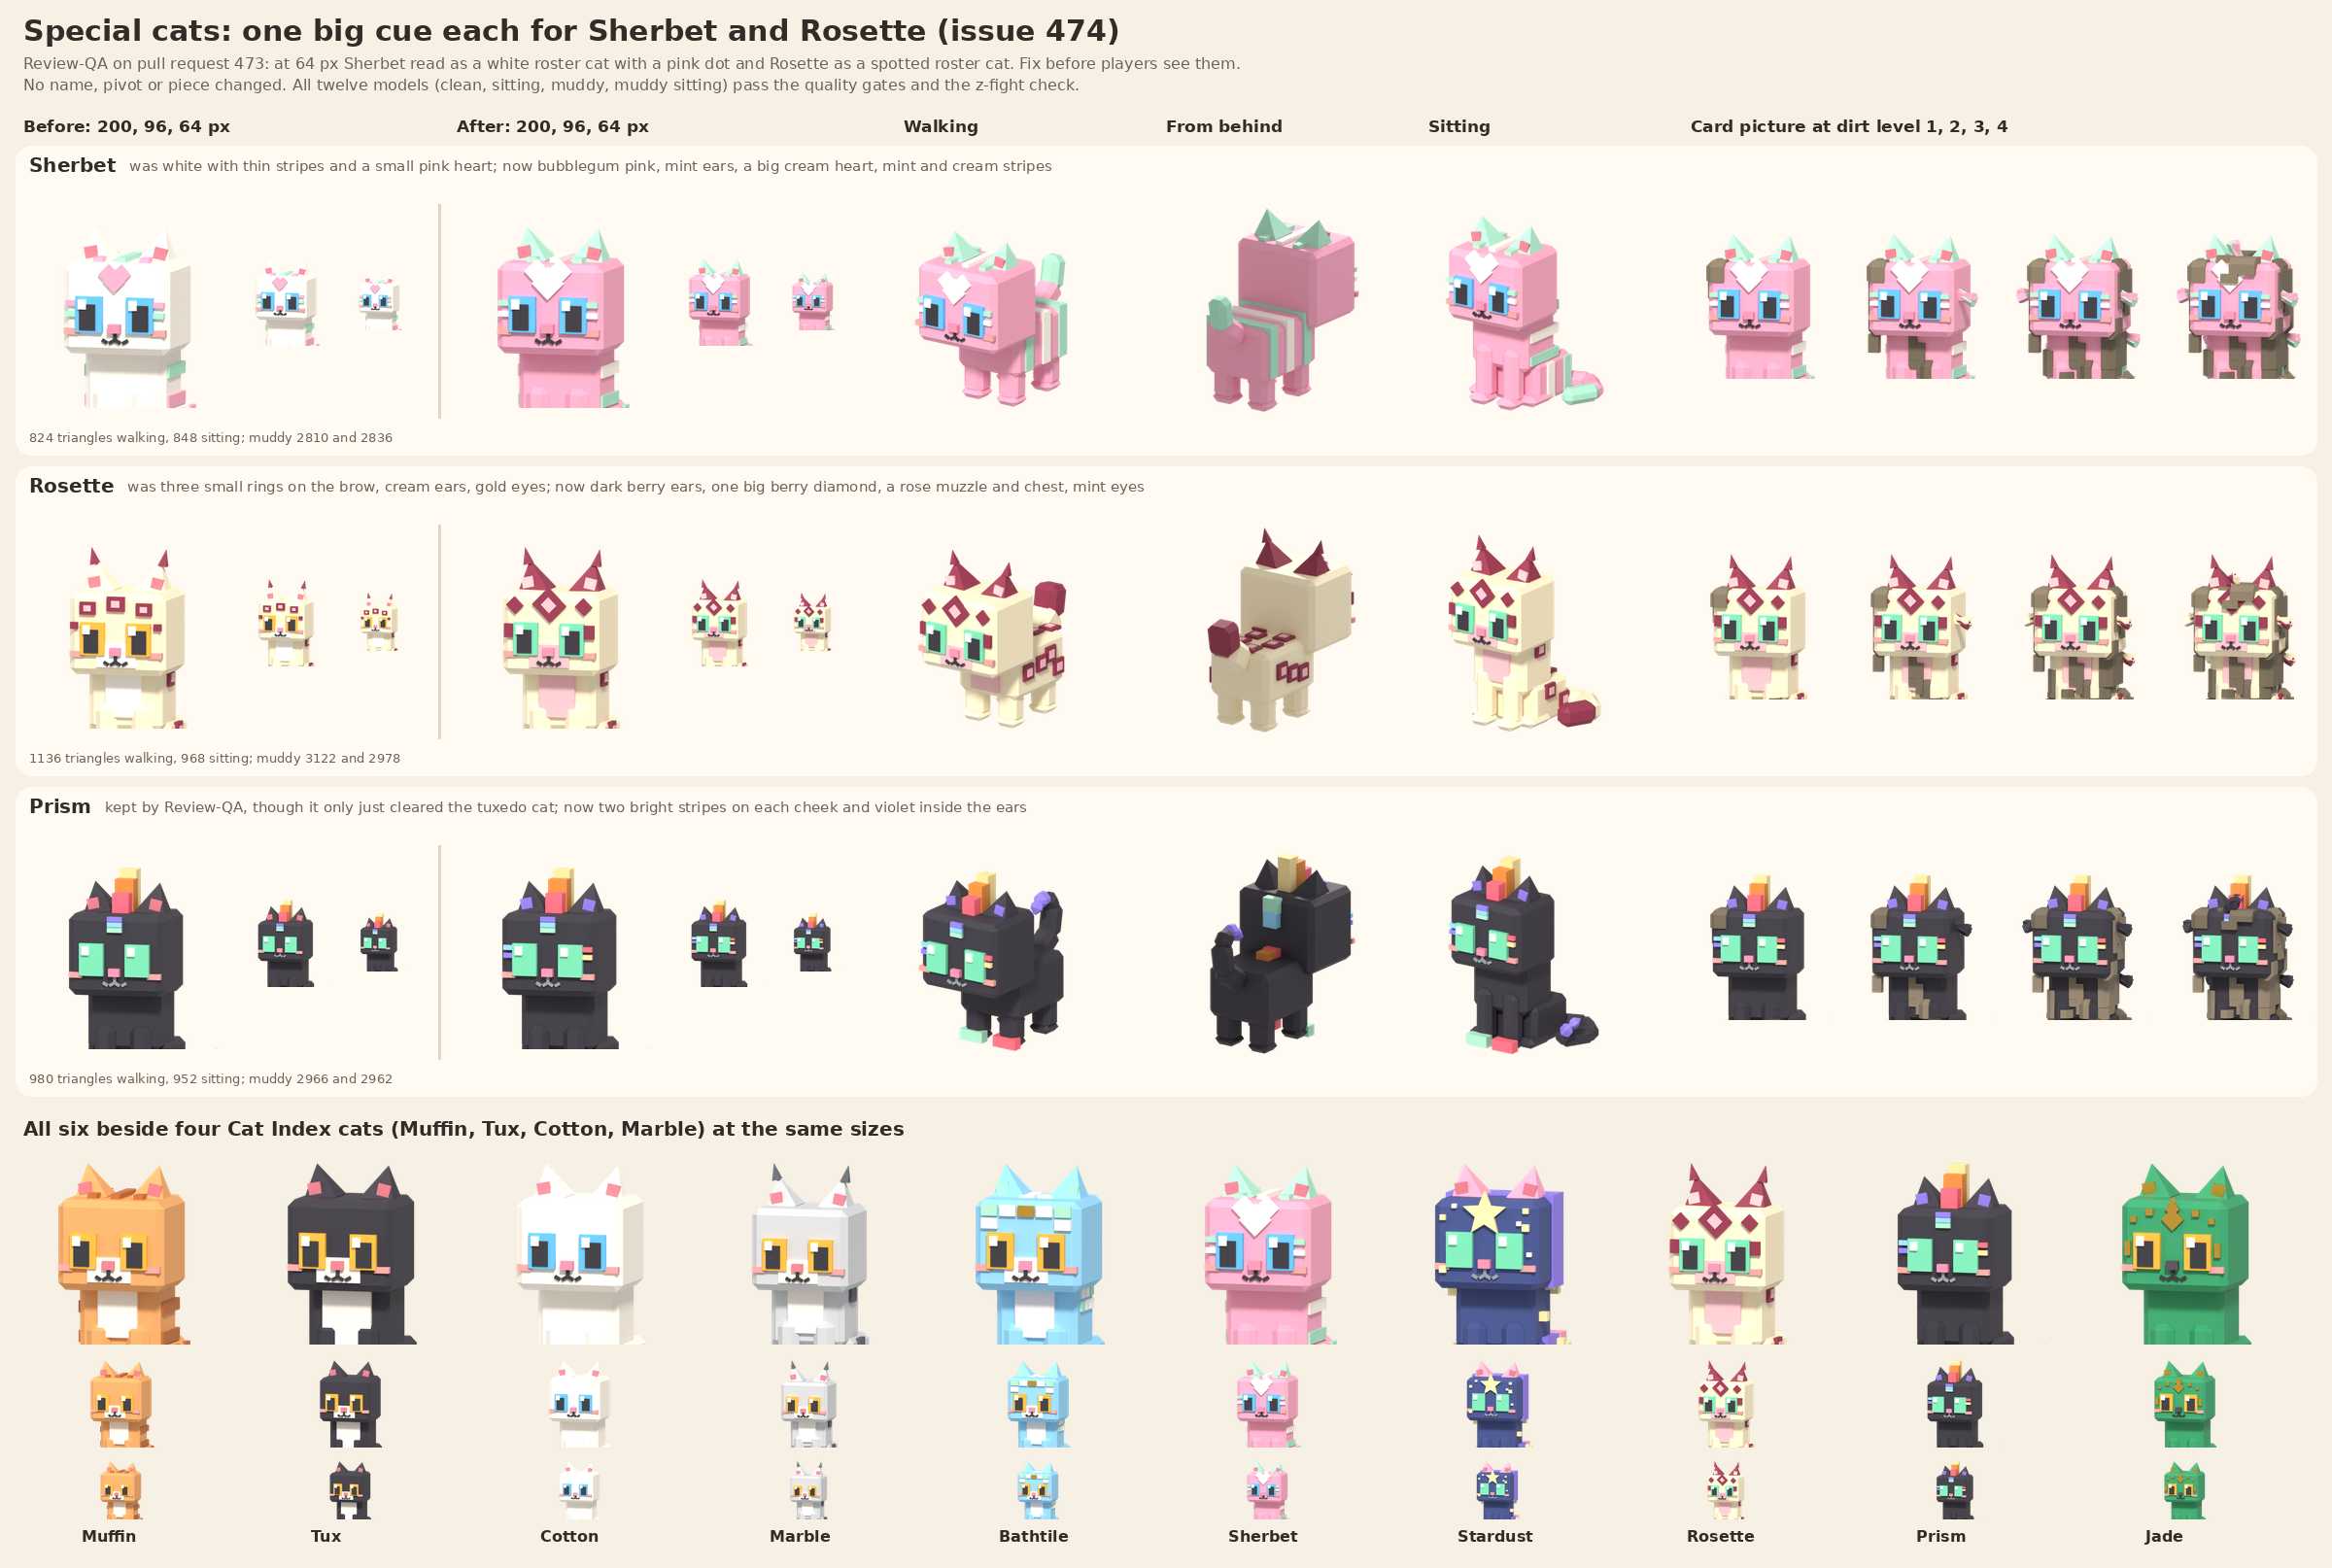 Special cats: one big cue each for Sherbet and Rosette (issue 474)
Review-QA on pull request 473: at 64 px Sherbet read as a white roster cat with a pink dot and Rosette as a spotted roster cat. Fix before players see them.
No name, pivot or piece changed. All twelve models (clean, sitting, muddy, muddy sitting) pass the quality gates and the z-fight check.
Before: 200, 96, 64 px After: 200, 96, 64 px Walking From behind Sitting Card picture at dirt level 1, 2, 3, 4
Sherbet was white with thin stripes and a small pink heart; now bubblegum pink, mint ears, a big cream heart, mint and cream stripes
824 triangles walking, 848 sitting; muddy 2810 and 2836
Rosette was three small rings on the brow, cream ears, gold eyes; now dark berry ears, one big berry diamond, a rose muzzle and chest, mint eyes
1136 triangles walking, 968 sitting; muddy 3122 and 2978
Prism kept by Review-QA, though it only just cleared the tuxedo cat; now two bright stripes on each cheek and violet inside the ears
980 triangles walking, 952 sitting; muddy 2966 and 2962
All six beside four Cat Index cats (Muffin, Tux, Cotton, Marble) at the same sizes
Muffin Tux Cotton Marble Bathtile Sherbet Stardust Rosette Prism Jade